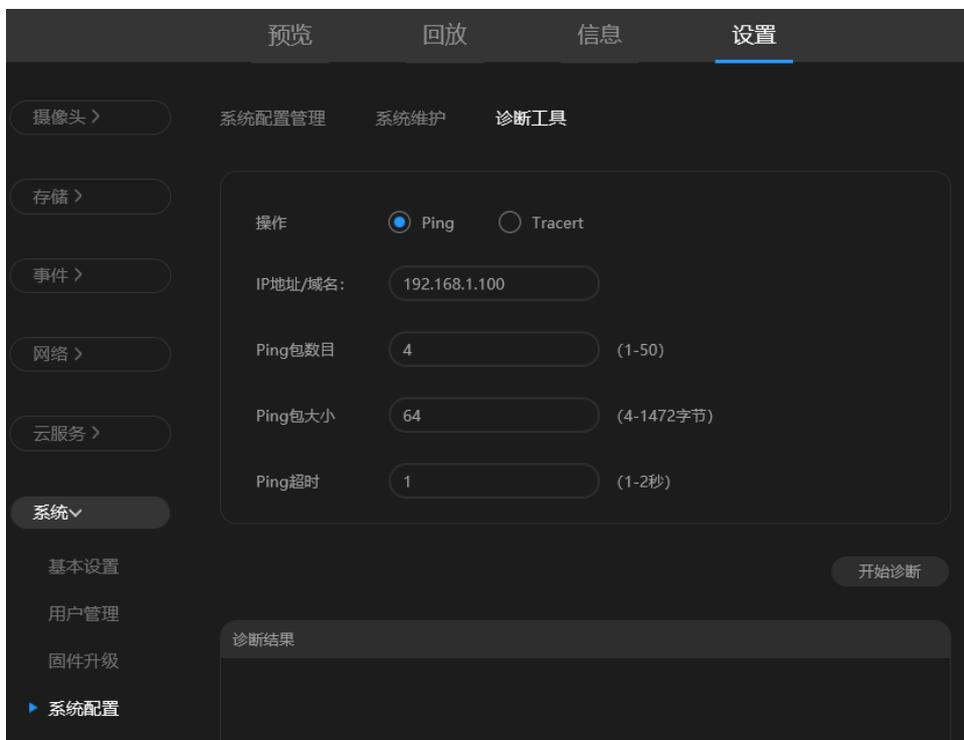 预览 回放 信息 设置
摄像头 系统配置管理 系统维护 诊断工具
存储
操作 Ping Tracert
事件
IP地址/域名: 192.168.1.100
网络
Ping包数目 4 (1-50)
Ping包大小 64 (4-1472字节)
云服务
Ping超时 1 (1-2秒)
系统
基本设置
开始诊断
用户管理
诊断结果
固件升级
系统配置